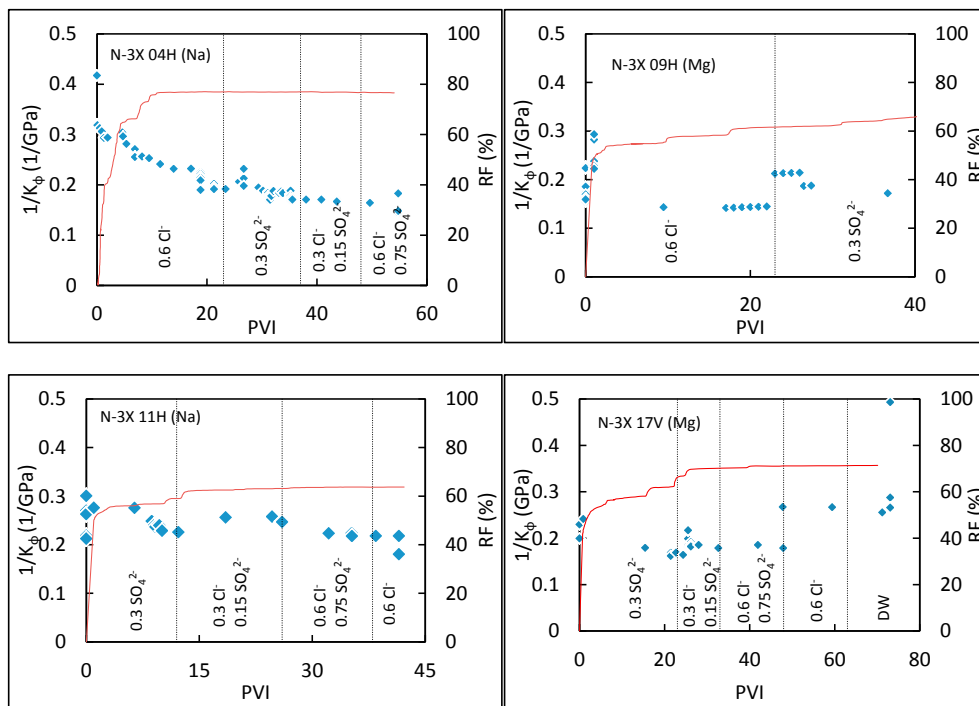 N-3X 04H (Na)
0.5
0.4
0.3
0.2
0.1
0
1/Kϕ (1/GPa)
100
80
60
40
20
0
RF (%)
0.6 Cl⁻
0.3 SO₄²⁻
0.3 Cl⁻
0.15 SO₄²⁻
0.6 Cl⁻
0.75 SO₄
0 20 40 60
PVI
N-3X 09H (Mg)
0.5
0.4
0.3
0.2
0.1
0
1/Kϕ (1/GPa)
100
80
60
40
20
0
RF (%)
0.6 Cl⁻
0.3 SO₄²⁻
0 20 40
PVI
N-3X 11H (Na)
0.5
0.4
0.3
0.2
0.1
0
1/Kϕ (1/GPa)
100
80
60
40
20
0
RF (%)
0.3 SO₄²⁻
0.3 Cl⁻
0.15 SO₄²⁻
0.6 Cl⁻
0.75 SO₄²⁻
0.6 Cl⁻
0 15 30 45
PVI
N-3X 17V (Mg)
0.5
0.4
0.3
0.2
0.1
0
1/Kϕ (1/GPa)
100
80
60
40
20
0
RF (%)
0.3 SO₄²⁻
0.3 Cl⁻
0.15 SO₄²⁻
0.6 Cl⁻
0.75 SO₄²⁻
0.6 Cl⁻
DW
0 20 40 60 80
PVI